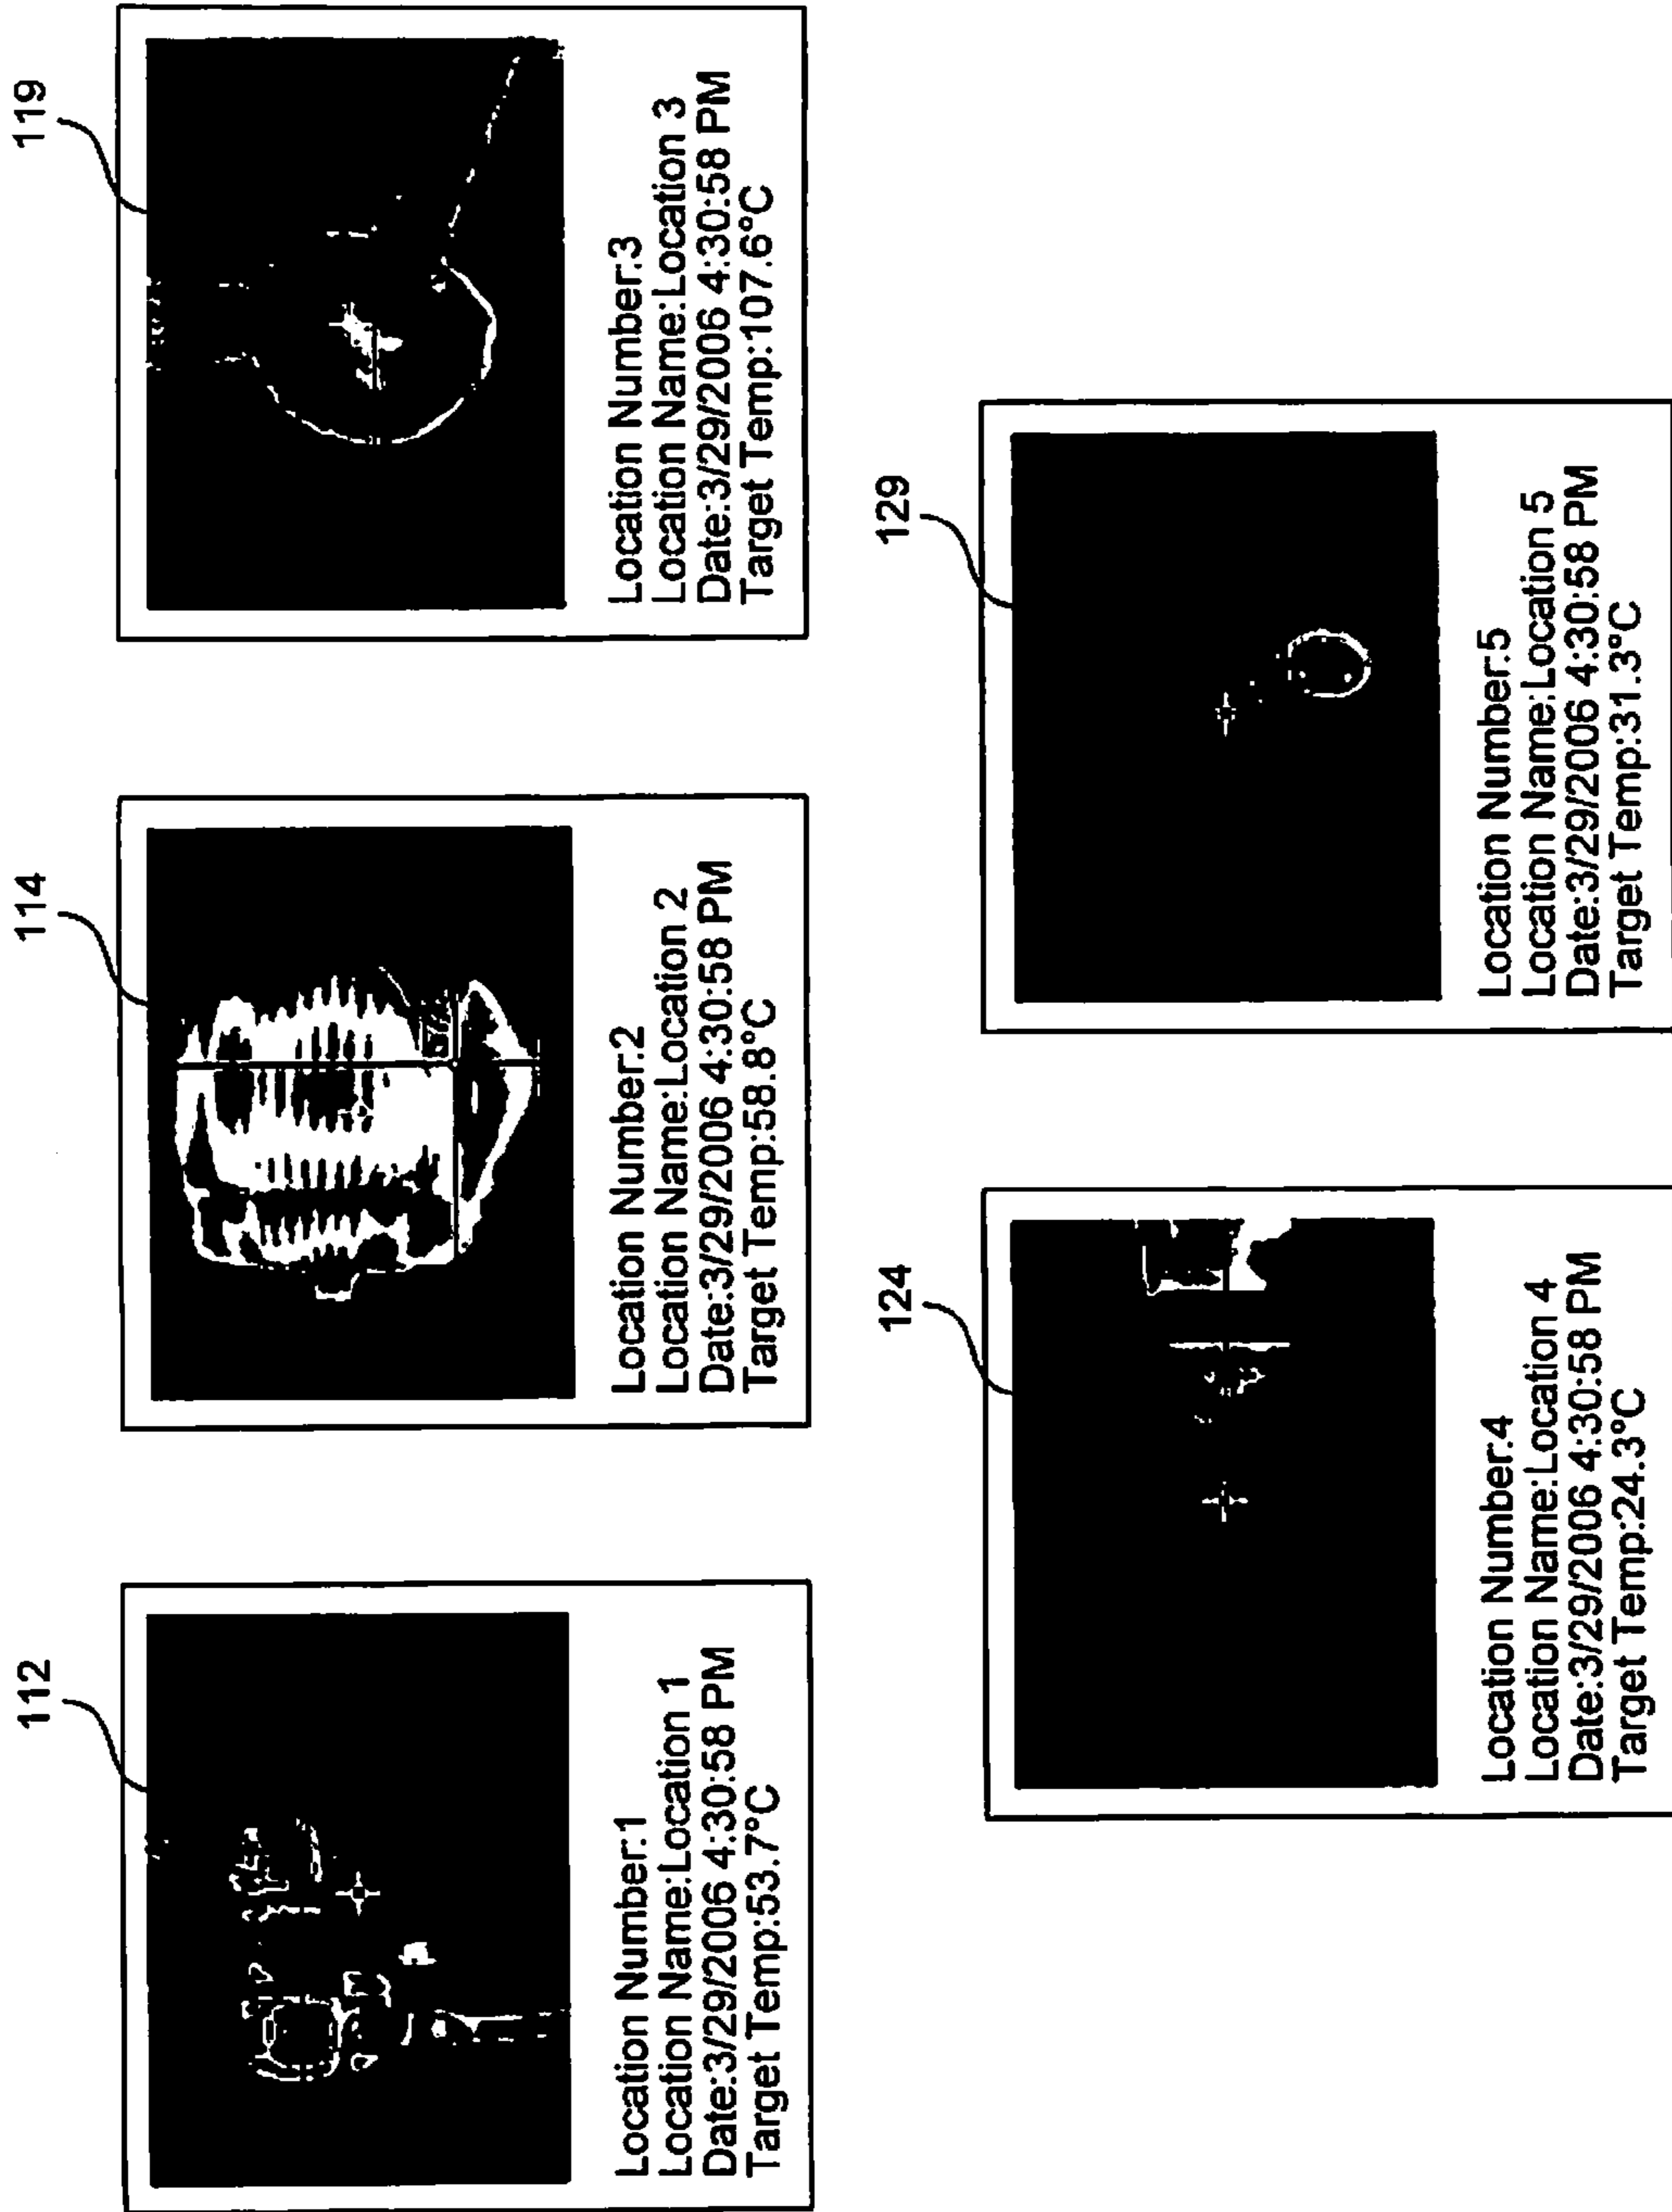 112
Location Number:1
Location Name:Location 1
Date:3/29/2006 4:30:58 PM
Target Temp:53.7°C
114
Location Number:2
Location Name:Location 2
Date:3/29/2006 4:30:58 PM
Target Temp:58.8°C
119
Location Number:3
Location Name:Location 3
Date:3/29/2006 4:30:58 PM
Target Temp:107.6°C
124
Location Number:4
Location Name:Location 4
Date:3/29/2006 4:30:58 PM
Target Temp:24.3°C
129
Location Number:5
Location Name:Location 5
Date:3/29/2006 4:30:58 PM
Target Temp:31.3°C